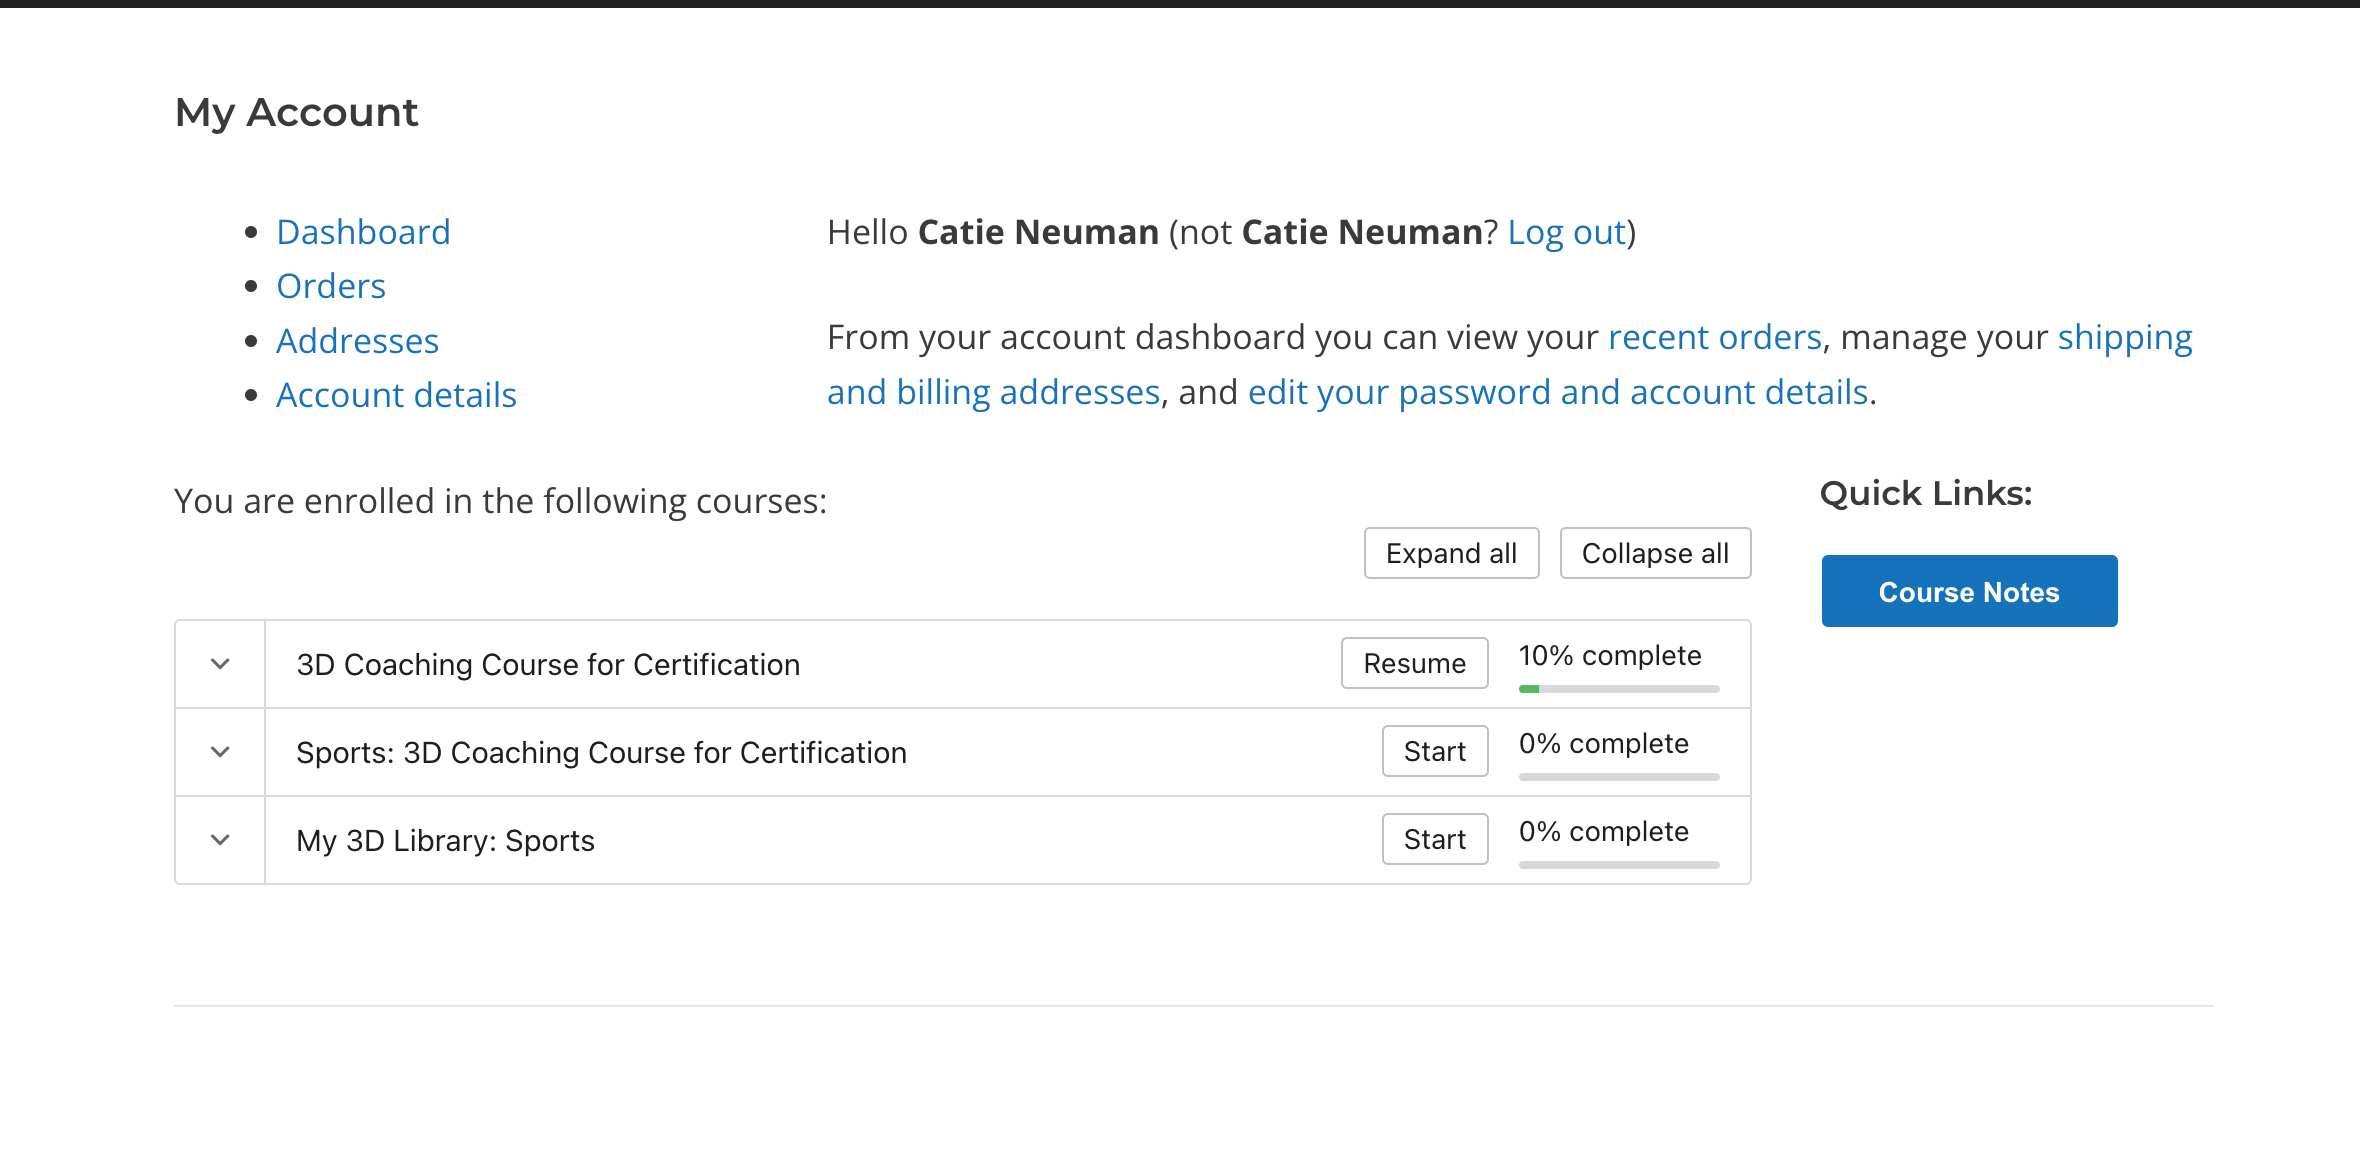 My Account
Dashboard
Orders
Addresses
Account details
Hello Catie Neuman (not Catie Neuman? Log out)
From your account dashboard you can view your recent orders, manage your shipping
and billing addresses, and edit your password and account details.
You are enrolled in the following courses:
Expand all
Collapse all
3D Coaching Course for Certification
Resume
10% complete
Sports: 3D Coaching Course for Certification
Start
0% complete
My 3D Library: Sports
Start
0% complete
Quick Links:
Course Notes